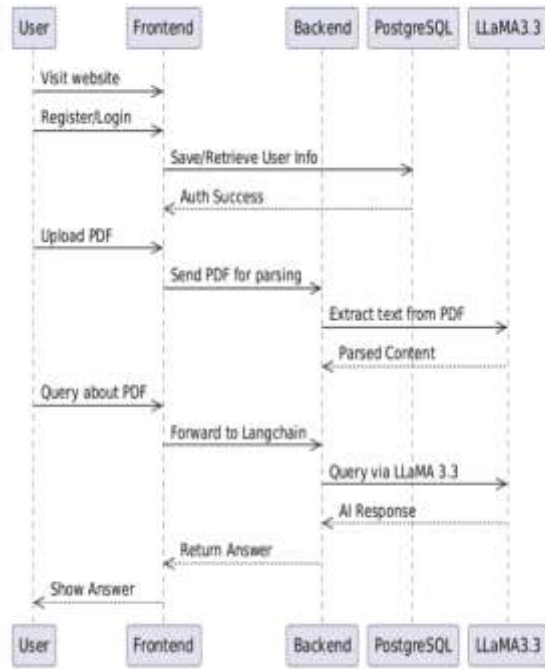 User Frontend Backend PostgreSQL LLaMA3.3
Visit website
Register/Login
Save/Retrieve User Info
Auth Success
Upload PDF
Send PDF for parsing
Extract text from PDF
Parsed Content
Query about PDF
Forward to Langchain
Query via LLaMA 3.3
AI Response
Return Answer
Show Answer
User Frontend Backend PostgreSQL LLaMA3.3